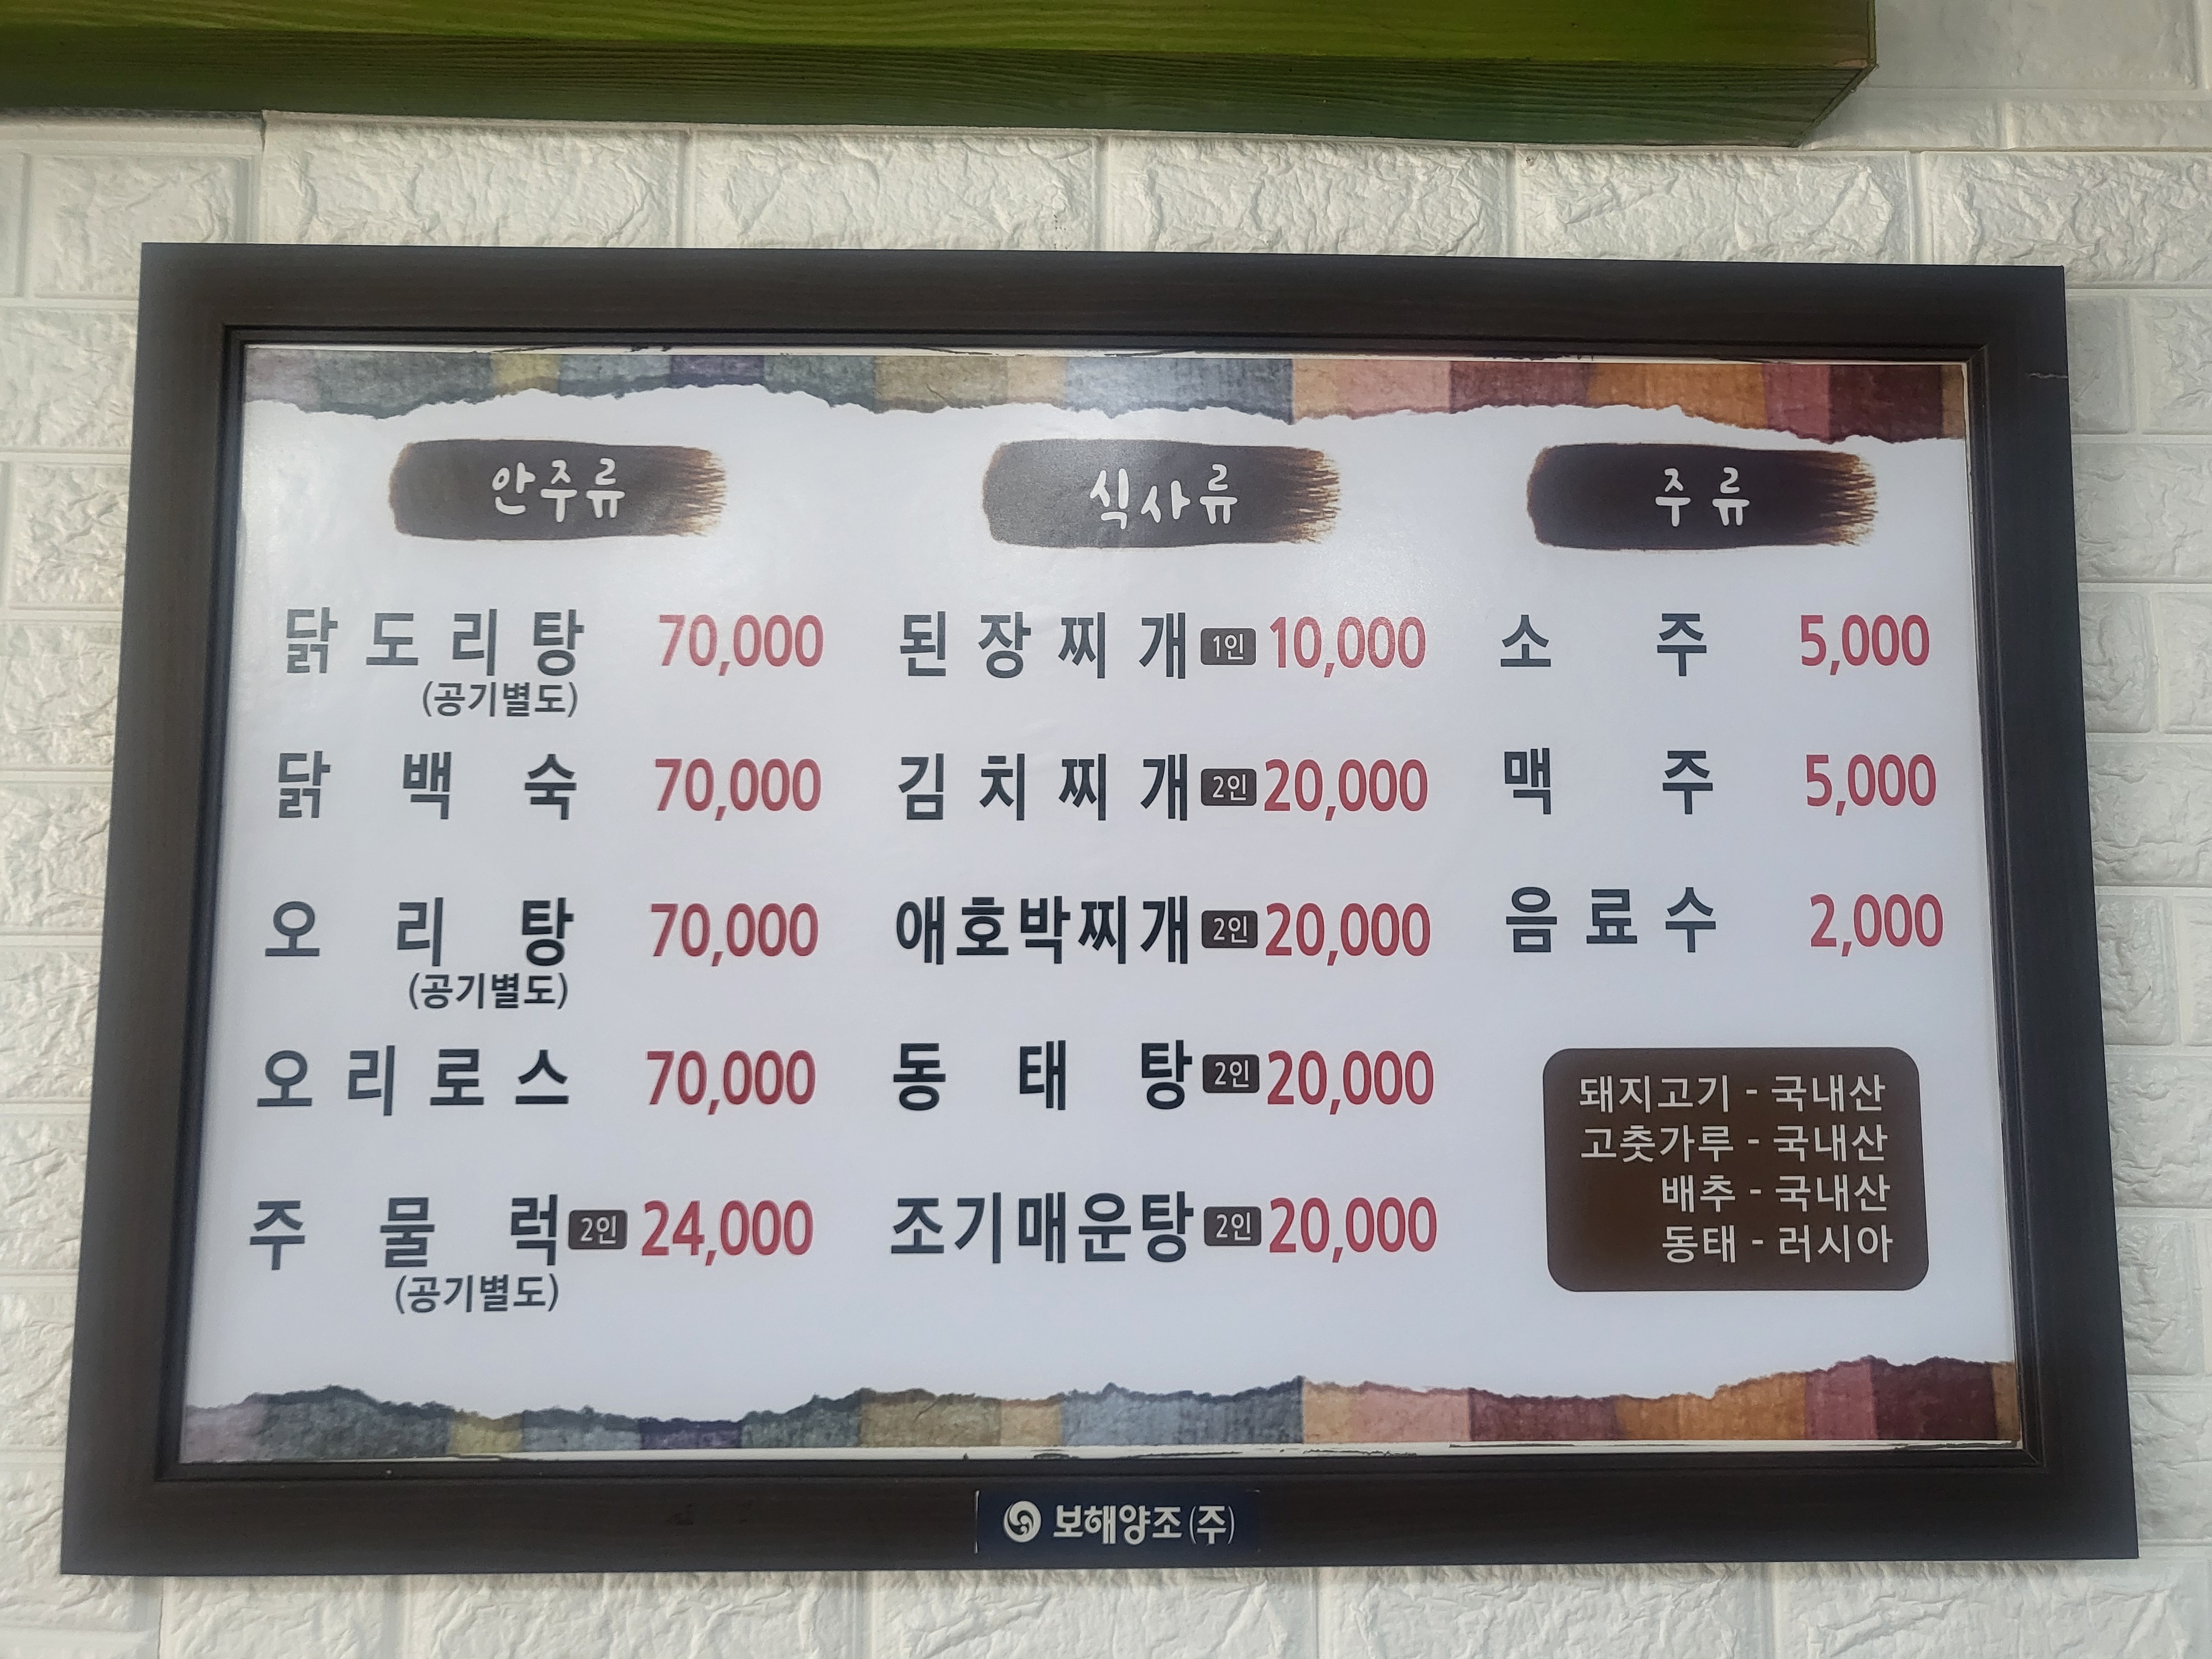 안주류
닭도리탕 70,000
(공기별도)
닭백숙 70,000
오리탕 70,000
(공기별도)
오리로스 70,000
주물럭 2인 24,000
(공기별도)
식사류
된장찌개 1인 10,000
김치찌개 2인 20,000
애호박찌개 2인 20,000
동태탕 2인 20,000
조기매운탕 2인 20,000
주류
소주 5,000
맥주 5,000
음료수 2,000
돼지고기 - 국내산
고춧가루 - 국내산
배추 - 국내산
동태 - 러시아
보해양조(주)